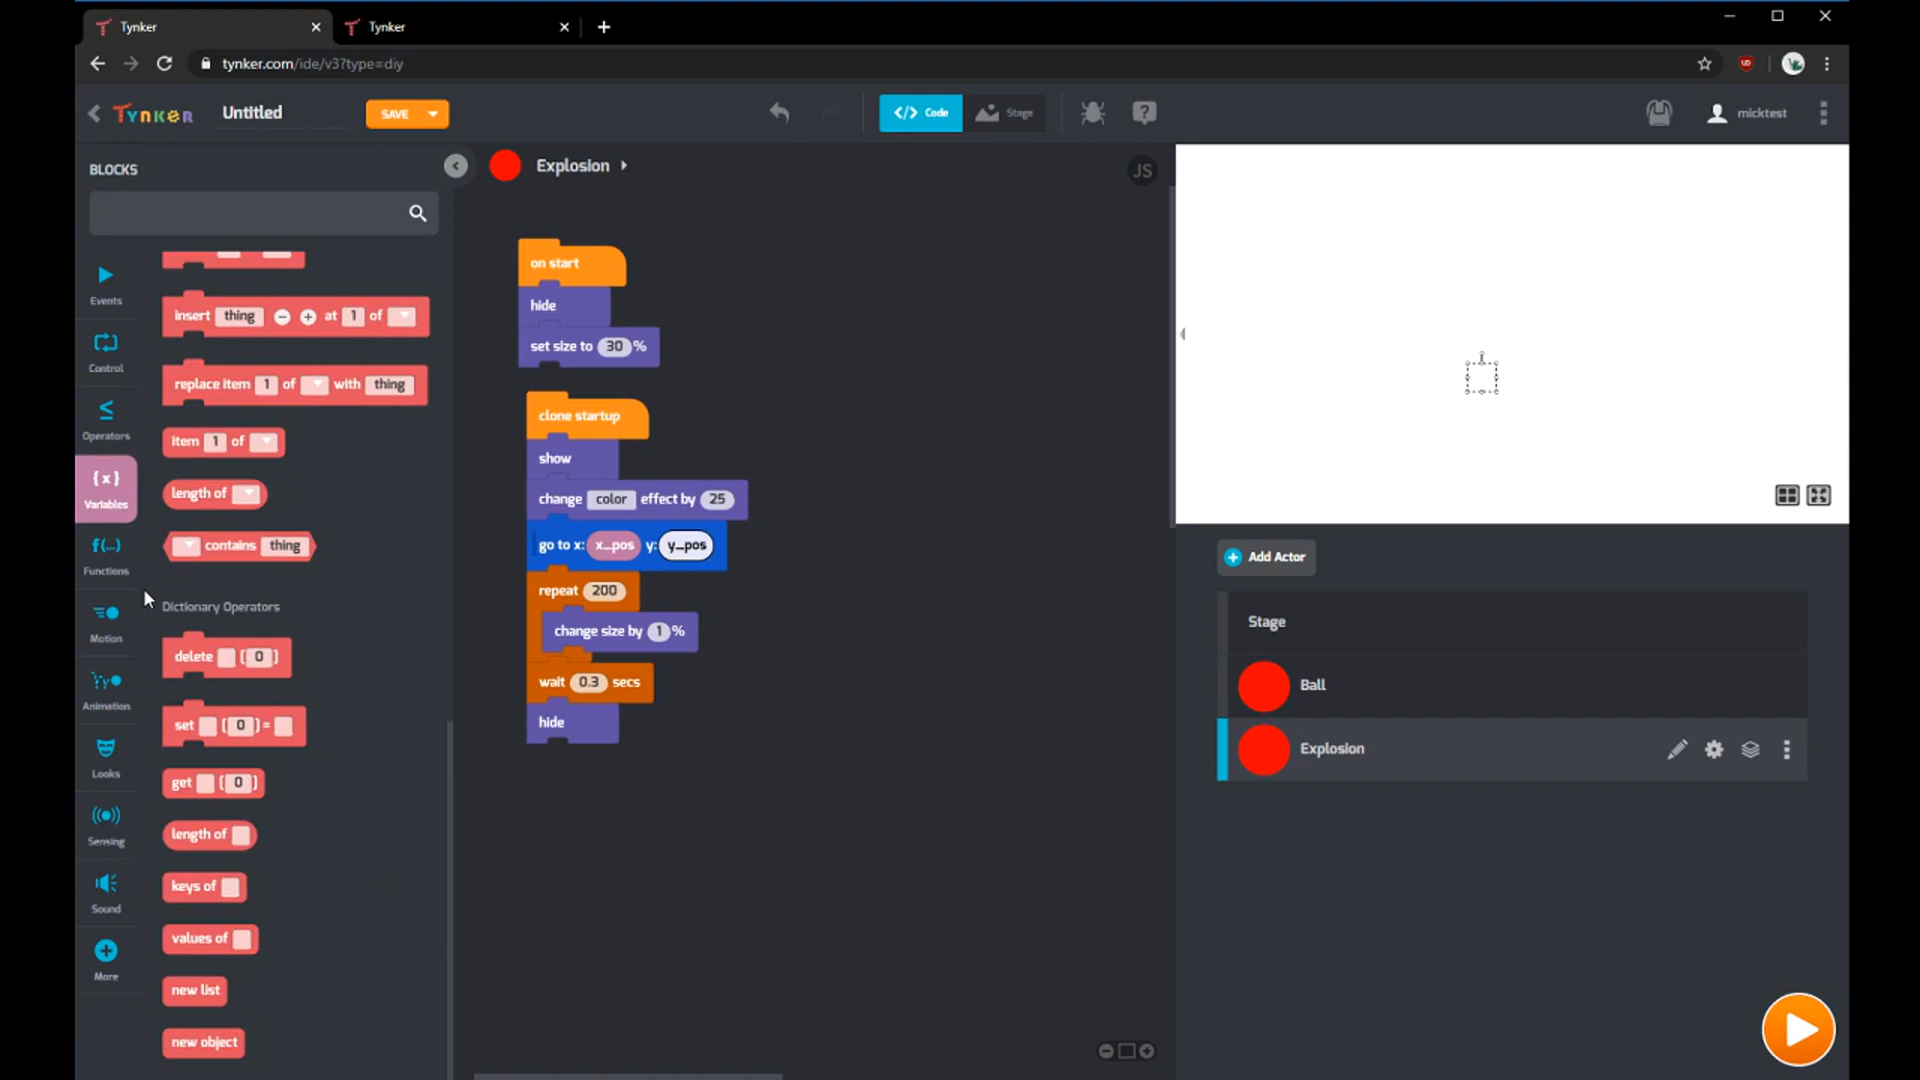 Tynker
Tynker
tynker.com/ide/v3?type=diy
TYNKER
Untitled
SAVE
</> Code
Stage
micktest
BLOCKS
Explosion
JS
Events
Control
Operators
{x}
Variables
f(...)
Functions
Motion
Animation
Looks
Sensing
Sound
More
insert thing at 1 of
replace item 1 of with thing
item 1 of
length of
contains thing
Dictionary Operators
delete (0)
set (0) =
get (0)
length of
keys of
values of
new list
new object
on start
hide
set size to 30 %
clone startup
show
change color effect by 25
go to x: x_pos y: y_pos
repeat 200
change size by 1 %
wait 0.3 secs
hide
Add Actor
Stage
Ball
Explosion